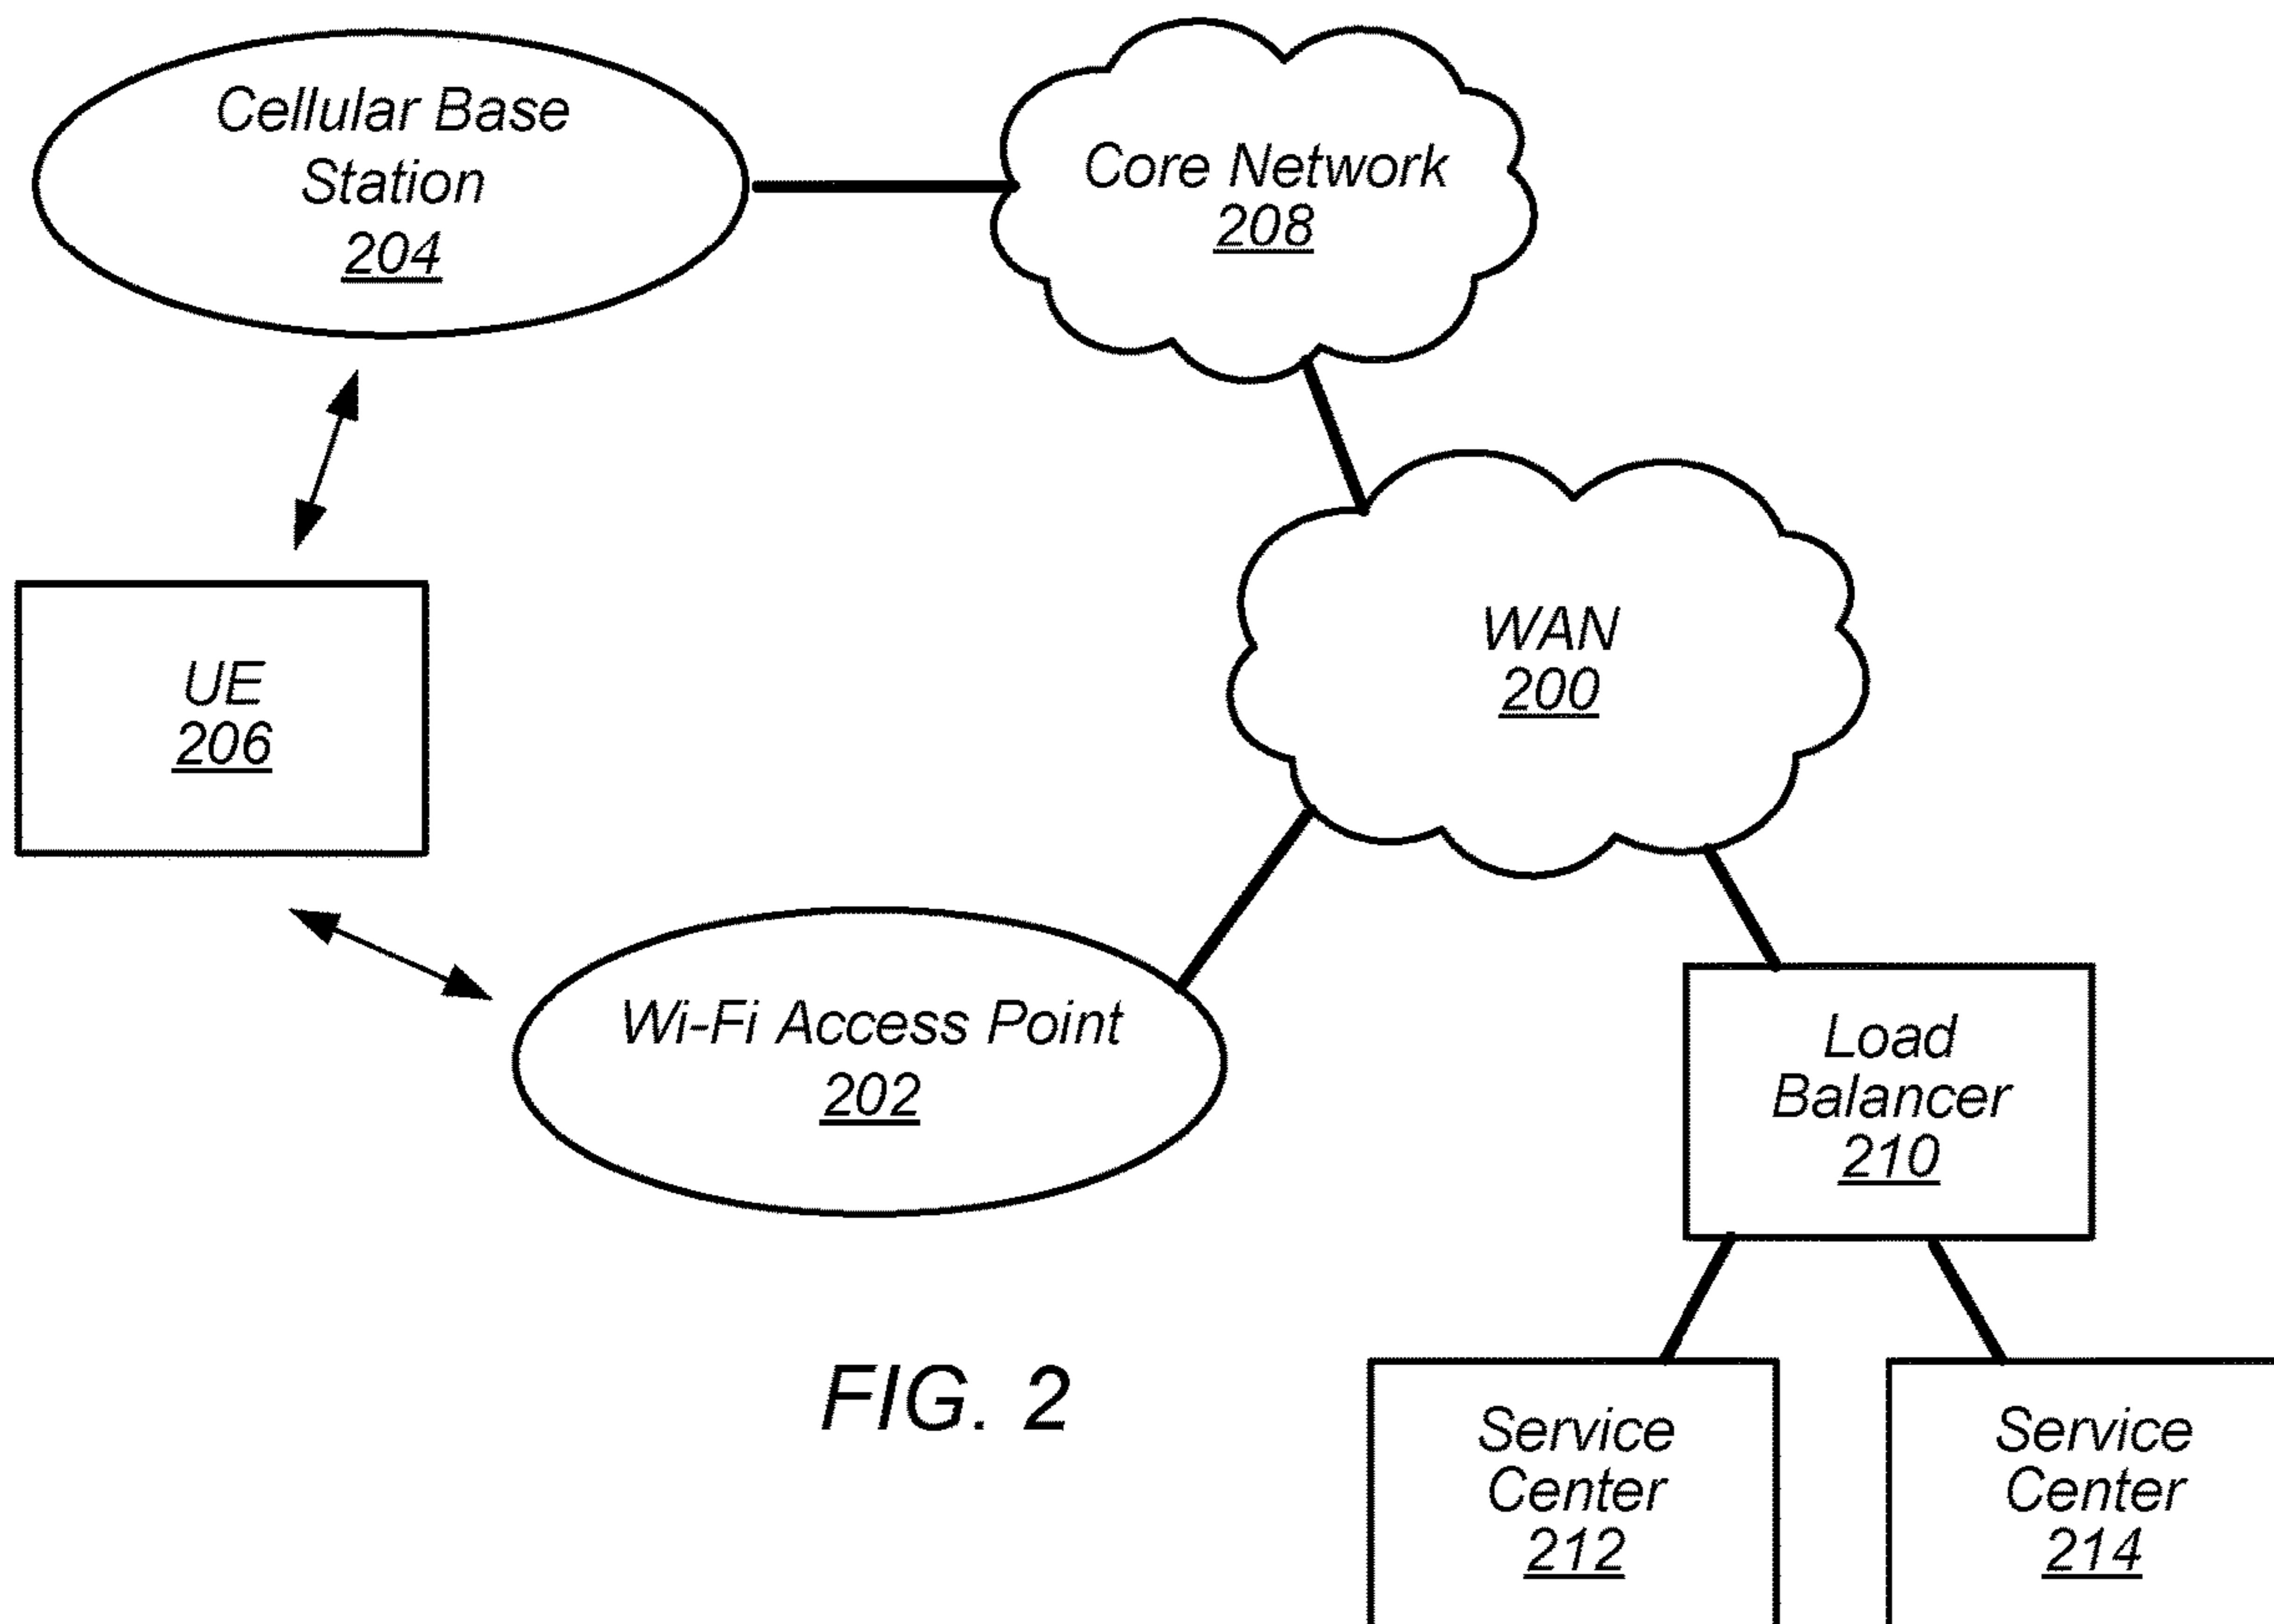 Cellular Base
Station
204
Core Network
208
UE
206
WAN
200
Wi-Fi Access Point
202
Load
Balancer
210
FIG. 2
Service
Center
212
Service
Center
214